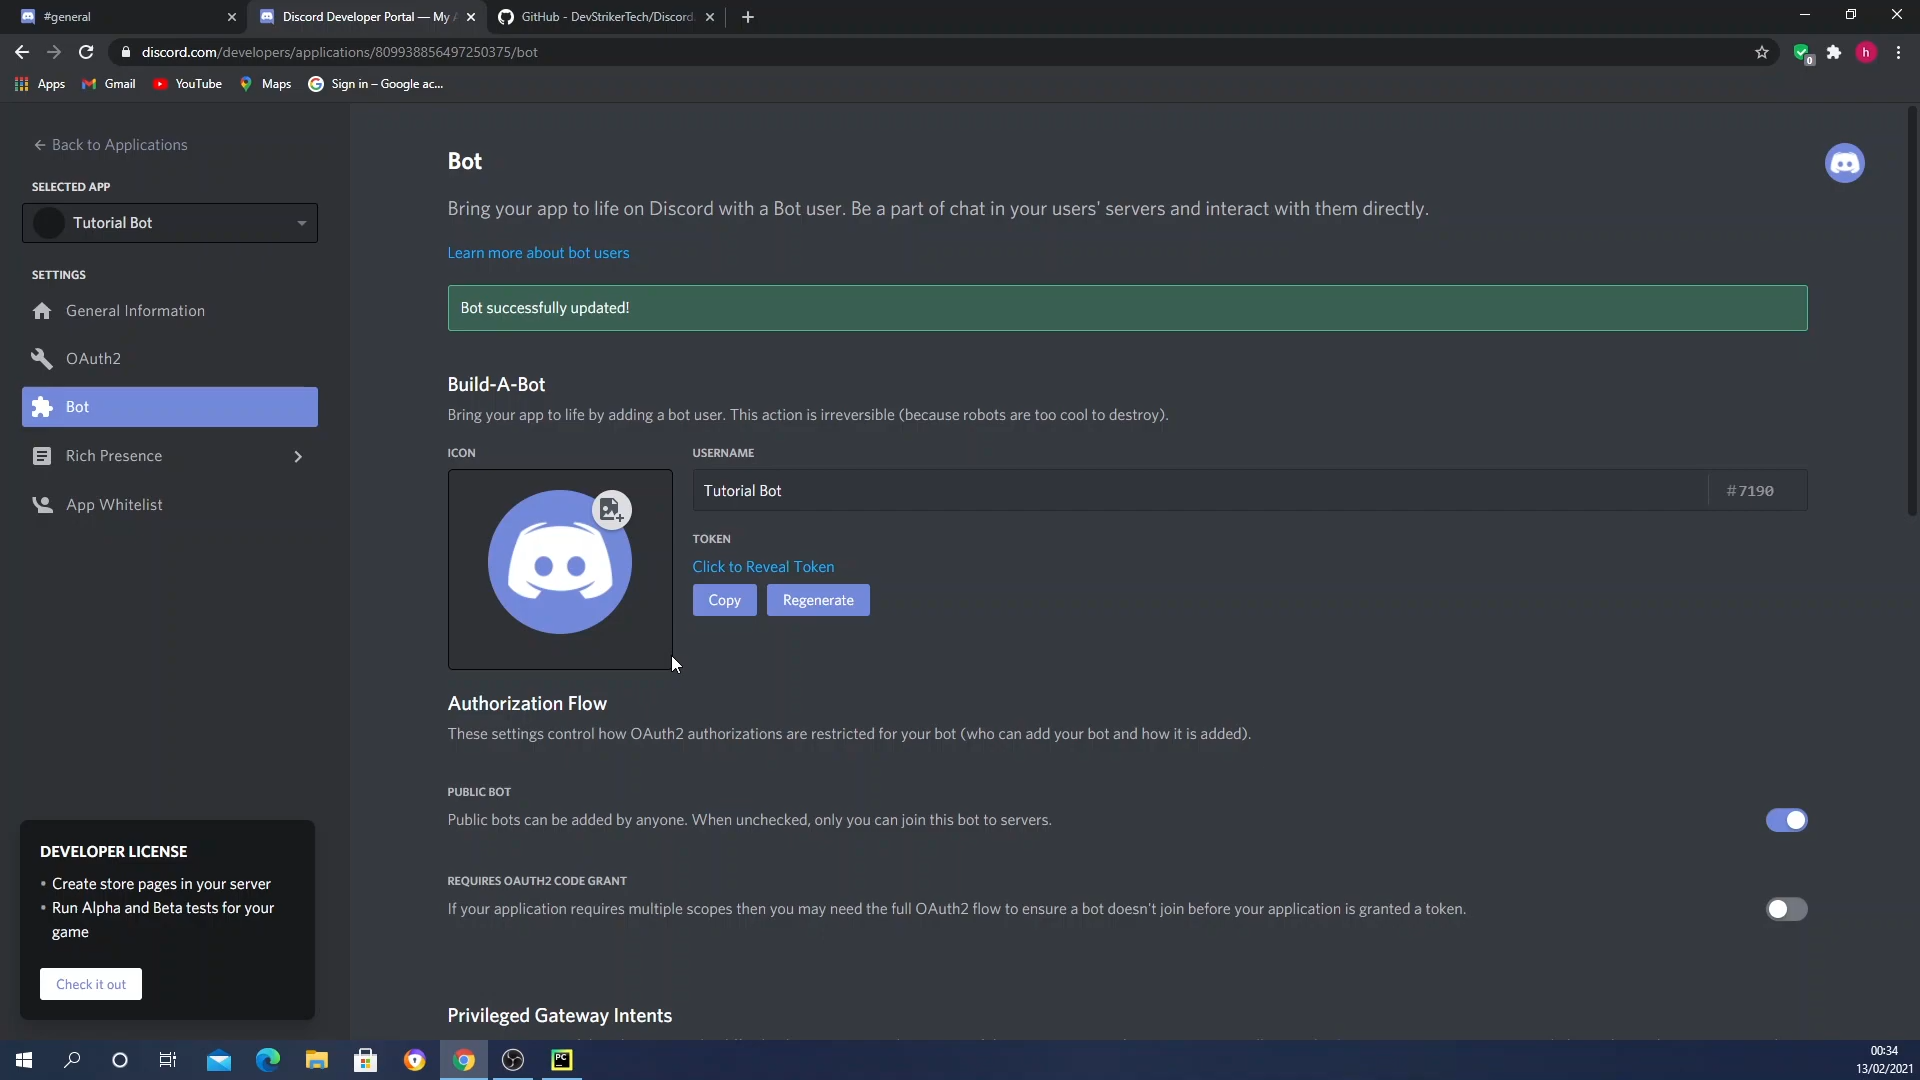 #general
Discord Developer Portal — My A
GitHub - DevStrikerTech/Discord
discord.com/developers/applications/809938856497250375/bot
0
h
Apps
Gmail
YouTube
Maps
Sign in – Google ac...
← Back to Applications
SELECTED APP
Tutorial Bot
SETTINGS
General Information
OAuth2
Bot
Rich Presence
App Whitelist
DEVELOPER LICENSE
• Create store pages in your server
• Run Alpha and Beta tests for your
game
Check it out
Bot
Bring your app to life on Discord with a Bot user. Be a part of chat in your users' servers and interact with them directly.
Learn more about bot users
Bot successfully updated!
Build-A-Bot
Bring your app to life by adding a bot user. This action is irreversible (because robots are too cool to destroy).
ICON
USERNAME
Tutorial Bot
#7190
TOKEN
Click to Reveal Token
Copy
Regenerate
Authorization Flow
These settings control how OAuth2 authorizations are restricted for your bot (who can add your bot and how it is added).
PUBLIC BOT
Public bots can be added by anyone. When unchecked, only you can join this bot to servers.
REQUIRES OAUTH2 CODE GRANT
If your application requires multiple scopes then you may need the full OAuth2 flow to ensure a bot doesn't join before your application is granted a token.
Privileged Gateway Intents
PC
00:34
13/02/2021